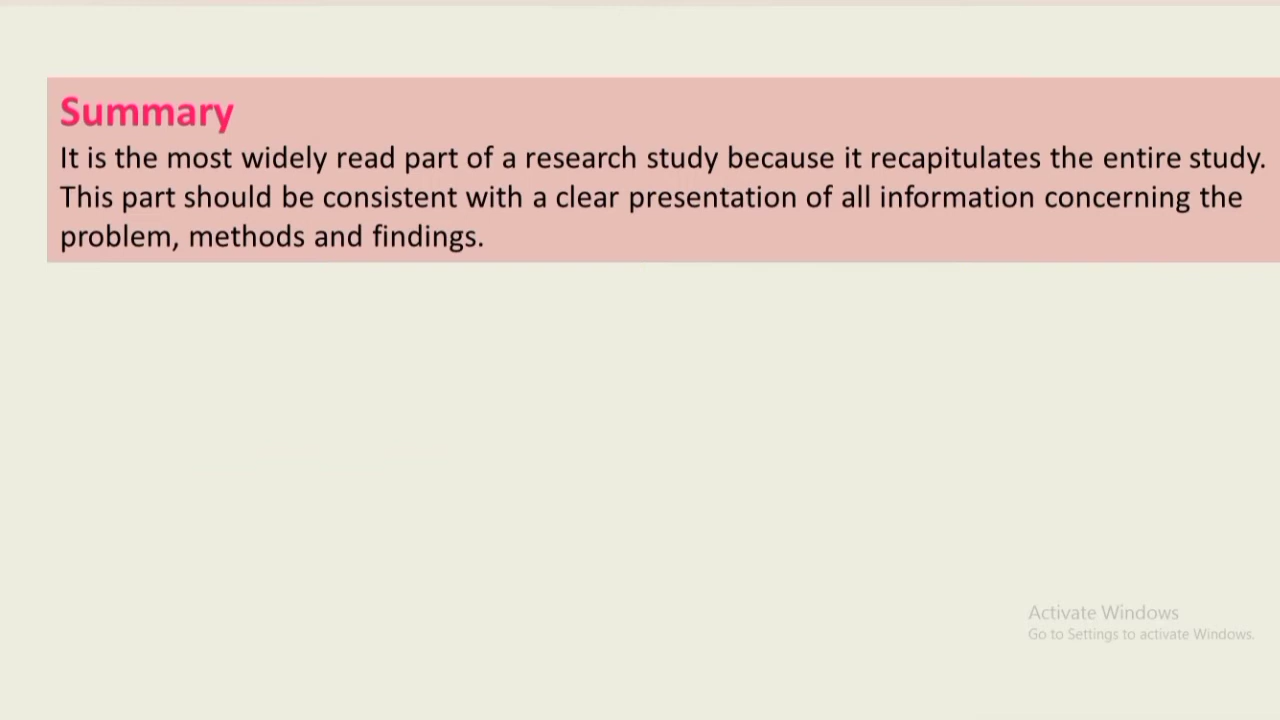 Summary
It is the most widely read part of a research study because it recapitulates the entire study.
This part should be consistent with a clear presentation of all information concerning the
problem, methods and findings.
Activate Windows
Go to Settings to activate Windows.